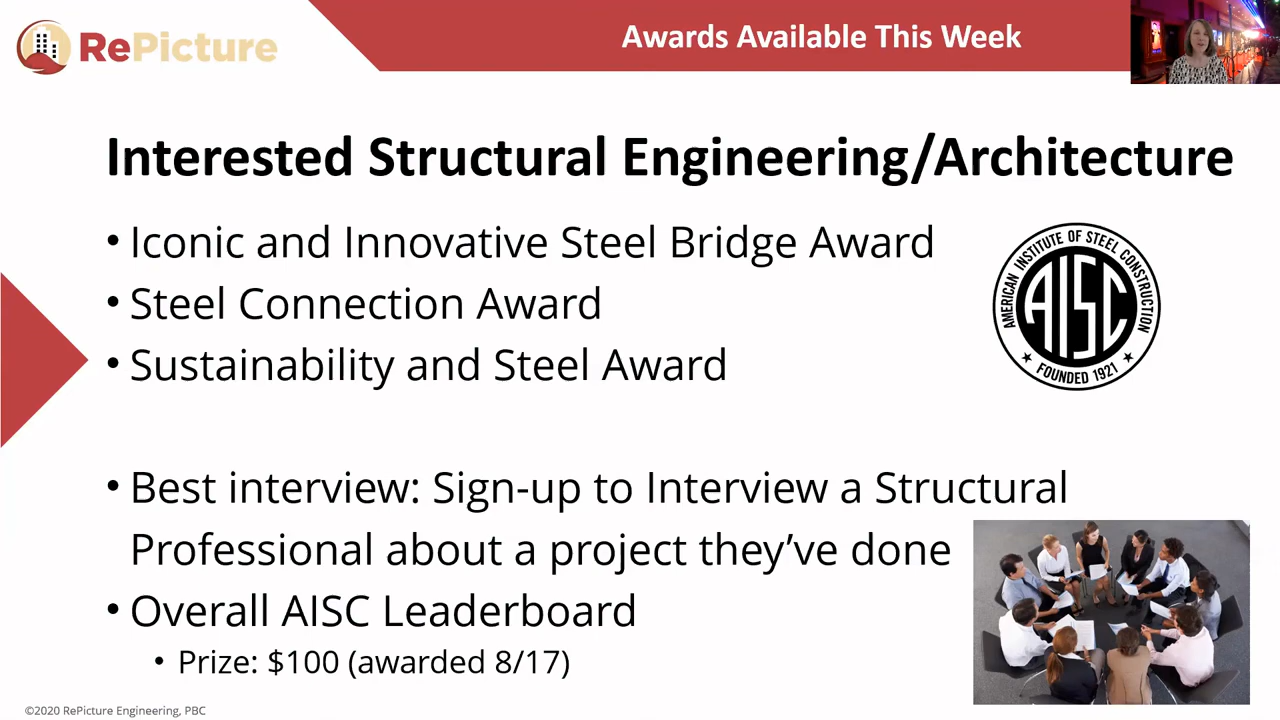 RePicture
Awards Available This Week
Interested Structural Engineering/Architecture
• Iconic and Innovative Steel Bridge Award
• Steel Connection Award
• Sustainability and Steel Award
AMERICAN INSTITUTE OF STEEL CONSTRUCTION
AISC
FOUNDED 1921
• Best interview: Sign-up to Interview a Structural
Professional about a project they’ve done
• Overall AISC Leaderboard
• Prize: $100 (awarded 8/17)
©2020 RePicture Engineering, PBC